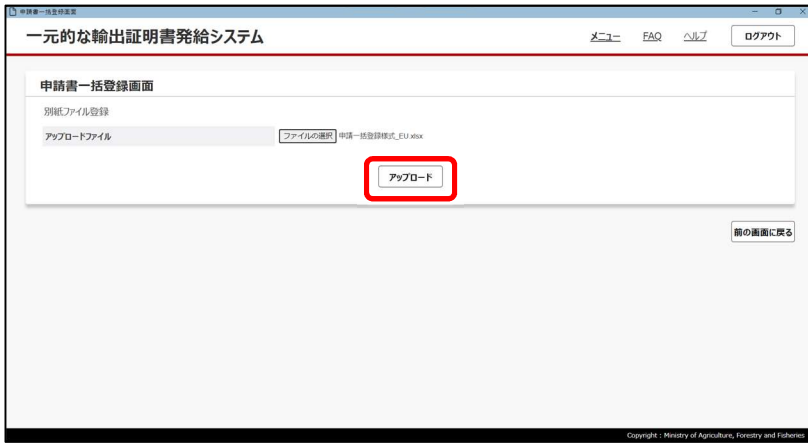 申請書一括登録画面
一元的な輸出証明書発給システム
メニュー FAQ ヘルプ ログアウト
申請書一括登録画面
別紙ファイル登録
アップロードファイル ファイルの選択 申請一括登録様式_EU.xlsx
アップロード
前の画面に戻る
Copyright : Ministry of Agriculture, Forestry and Fisheries